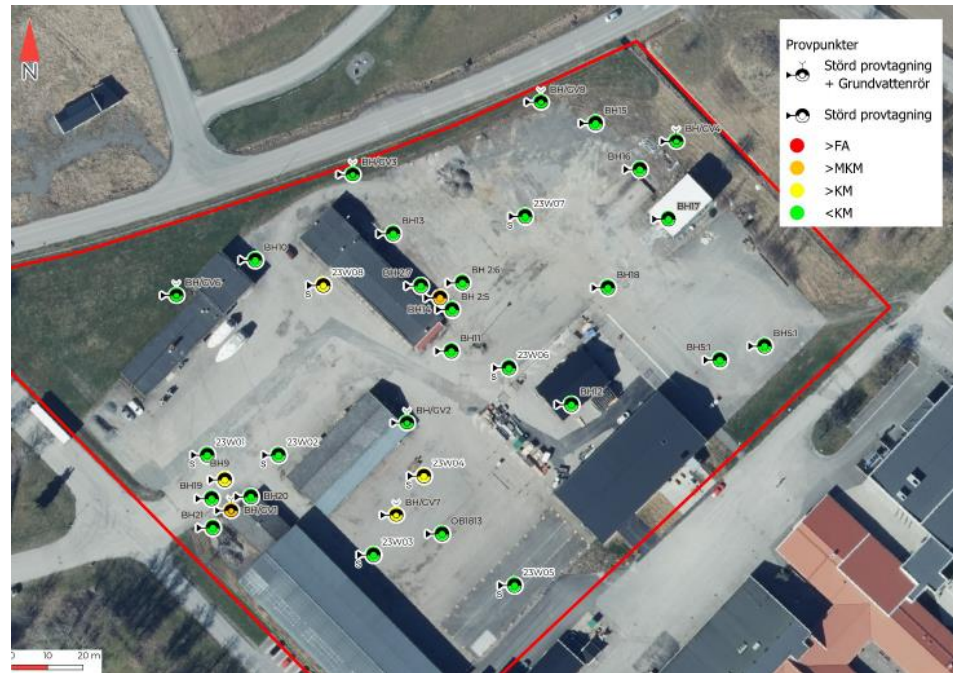 N
Provpunkter
Störd provtagning
+ Grundvattenrör
Störd provtagning
>FA
>MKM
>KM
<KM
BH/GV8
BH15
BH/GV4
BH16
BH/GV3
BH17
23W07
S
BH13
BH10
BH 2:6
BH 2:7
23W08
S
BH18
BH/GV6
BH 2:5
BH14
BH5:1
BH11
BH5:1
23W06
S
BH12
BH/GV2
23W01
S
23W02
S
BH9
23W04
S
BH19
BH20
BH/GV1
BH/GV7
BH21
OB1813
23W03
S
23W05
S
0 10 20 m